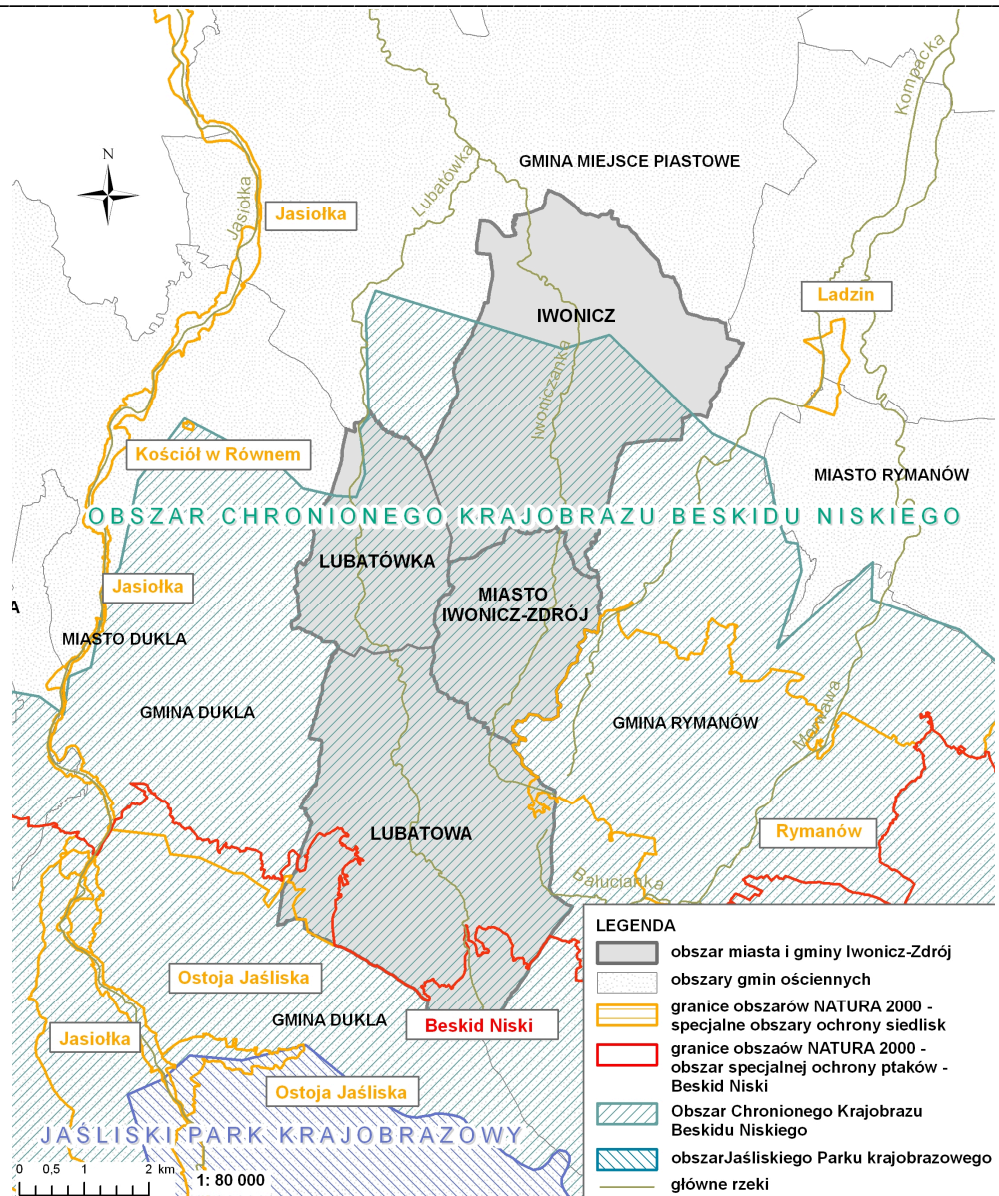 Kompacka
N
GMINA MIEJSCE PIASTOWE
Lubatówka
Jasiołka
Jasiołka
Ladzin
IWONICZ
Iwoniczanka
Kościół w Równem
MIASTO RYMANÓW
OBSZAR CHRONIONEGO KRAJOBRAZU BESKIDU NISKIEGO
LUBATÓWKA
Jasiołka
MIASTO
IWONICZ-ZDRÓJ
A
MIASTO DUKLA
GMINA DUKLA
GMINA RYMANÓW
Morwawa
LUBATOWA
Rymanów
Bałucianka
Ostoja Jaśliska
GMINA DUKLA
Beskid Niski
Jasiołka
Ostoja Jaśliska
JAŚLISKI PARK KRAJOBRAZOWY
0 0,5 1 2 km
1: 80 000
LEGENDA
obszar miasta i gminy Iwonicz-Zdrój
obszary gmin ościennych
granice obszarów NATURA 2000 -
specjalne obszary ochrony siedlisk
granice obszaów NATURA 2000 -
obszar specjalnej ochrony ptaków -
Beskid Niski
Obszar Chronionego Krajobrazu
Beskidu Niskiego
obszarJaśliskiego Parku krajobrazowego
główne rzeki